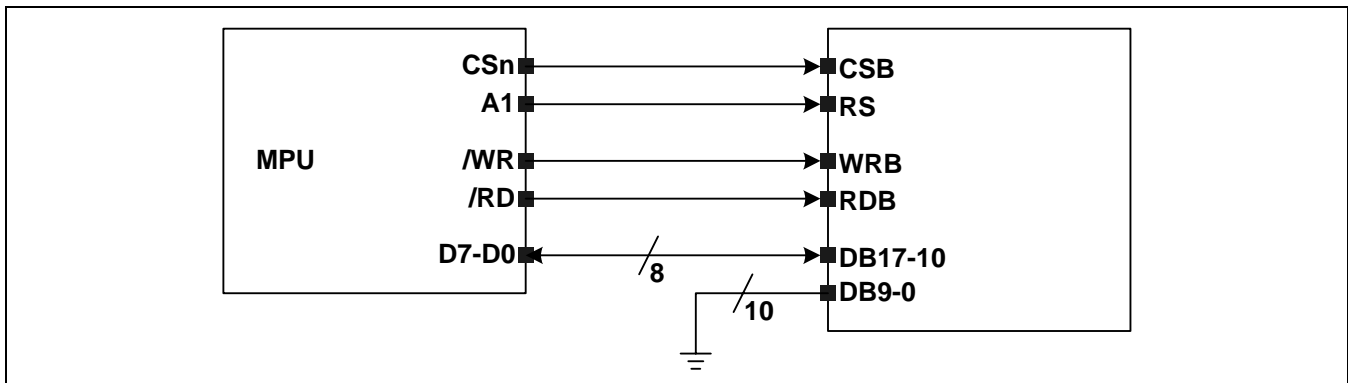 CSn
CSB
A1
RS
MPU
/WR
WRB
/RD
RDB
D7-D0
8
DB17-10
10
DB9-0